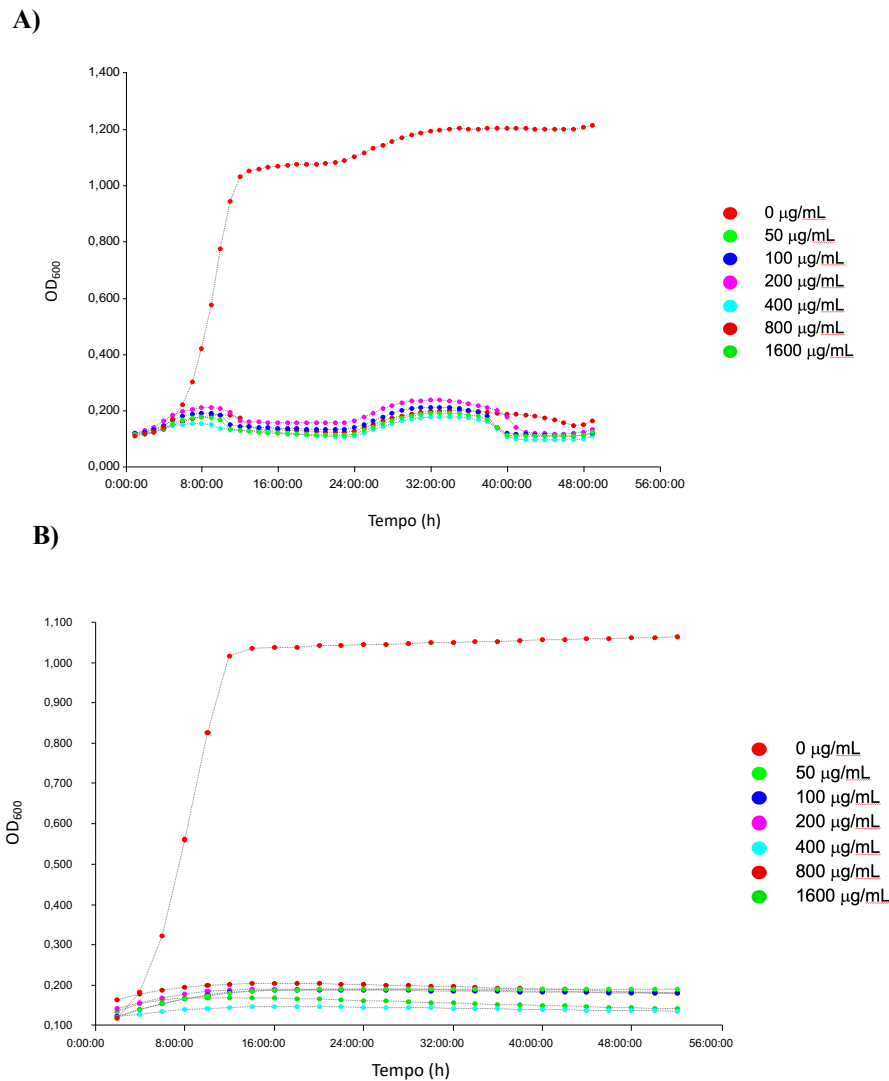 A)
1,400
1,200
1,000
0,800
0,600
0,400
0,200
0,000
OD600
0:00:00
8:00:00
16:00:00
24:00:00
32:00:00
40:00:00
48:00:00
56:00:00
Tempo (h)
0 μg/mL
50 μg/mL
100 μg/mL
200 μg/mL
400 μg/mL
800 μg/mL
1600 μg/mL
B)
1,100
1,000
0,900
0,800
0,700
0,600
0,500
0,400
0,300
0,200
0,100
OD600
0:00:00
8:00:00
16:00:00
24:00:00
32:00:00
40:00:00
48:00:00
56:00:00
Tempo (h)
0 μg/mL
50 μg/mL
100 μg/mL
200 μg/mL
400 μg/mL
800 μg/mL
1600 μg/mL